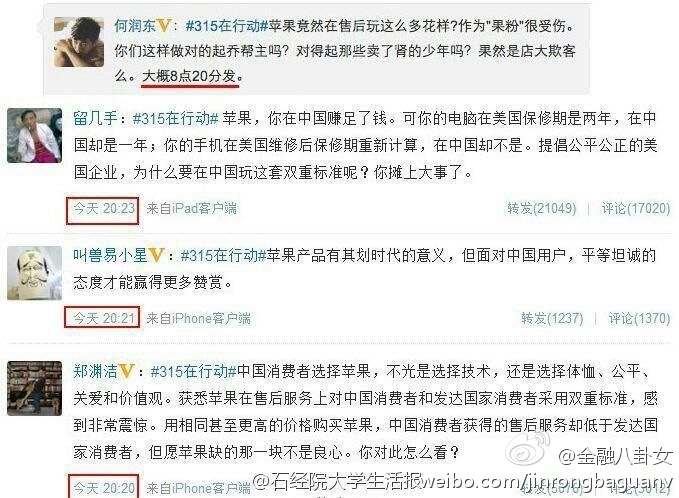 何润东V：#315在行动#苹果竟然在售后玩这么多花样?作为"果粉"很受伤。
你们这样做对的起乔帮主吗？对得起那些卖了肾的少年吗？果然是店大欺客
么。大概8点20分发。
留几手：#315在行动# 苹果，你在中国赚足了钱。可你的电脑在美国保修期是两年，在中
国却是一年；你的手机在美国维修后保修期重新计算，在中国却不是。提倡公平公正的美
国企业，为什么要在中国玩这套双重标准呢？你摊上大事了。
今天 20:23 来自iPad客户端 转发(21049) | 评论(17020)
叫兽易小星V：#315在行动#苹果产品有其划时代的意义，但面对中国用户，平等坦诚的
态度才能赢得更多赞赏。
今天 20:21 来自iPhone客户端 转发(1237) | 评论(1370)
郑渊洁V：#315在行动#中国消费者选择苹果，不光是选择技术，还是选择体恤、公平、
关爱和价值观。获悉苹果在售后服务上对中国消费者和发达国家消费者采用双重标准，感
到非常震惊。用相同甚至更高的价格购买苹果，中国消费者获得的售后服务却低于发达国
家消费者，但愿苹果缺的那一块不是良心。你对此怎么看？
@金融八卦女
今天 20:20 来自iPhone客户端
@石经院大学生活报
weibo.com/jinrongbaguanv